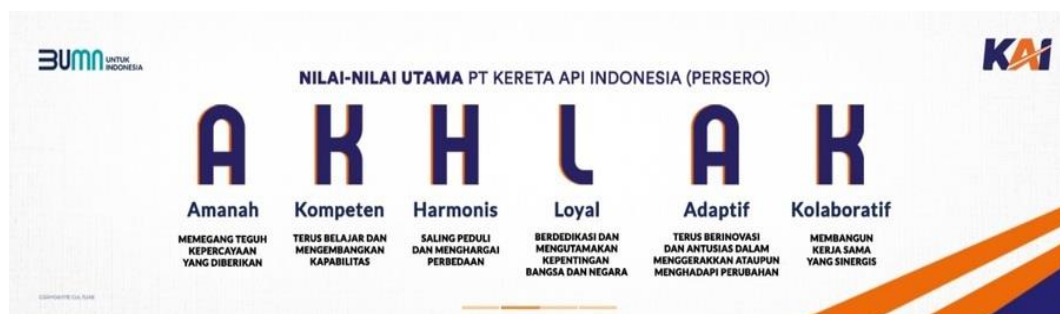 BUMN UNTUK
INDONESIA
KAI
NILAI-NILAI UTAMA PT KERETA API INDONESIA (PERSERO)
A K H L A K
Amanah
MEMEGANG TEGUH
KEPERCAYAAN
YANG DIBERIKAN
Kompeten
TERUS BELAJAR DAN
MENGEMBANGKAN
KAPABILITAS
Harmonis
SALING PEDULI
DAN MENGHARGAI
PERBEDAAN
Loyal
BERDEDIKASI DAN
MENGUTAMAKAN
KEPENTINGAN
BANGSA DAN NEGARA
Adaptif
TERUS BERINOVASI
DAN ANTUSIAS DALAM
MENGGERAKKAN ATAUPUN
MENGHADAPI PERUBAHAN
Kolaboratif
MEMBANGUN
KERJA SAMA
YANG SINERGIS